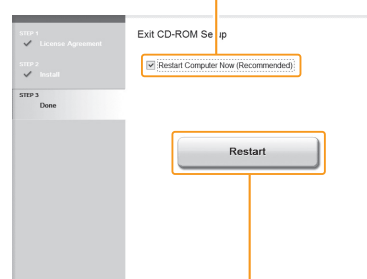 STEP 1
License Agreement
STEP 2
Install
STEP 3
Done
Exit CD-ROM Setup
Restart Computer Now (Recommended)
Restart